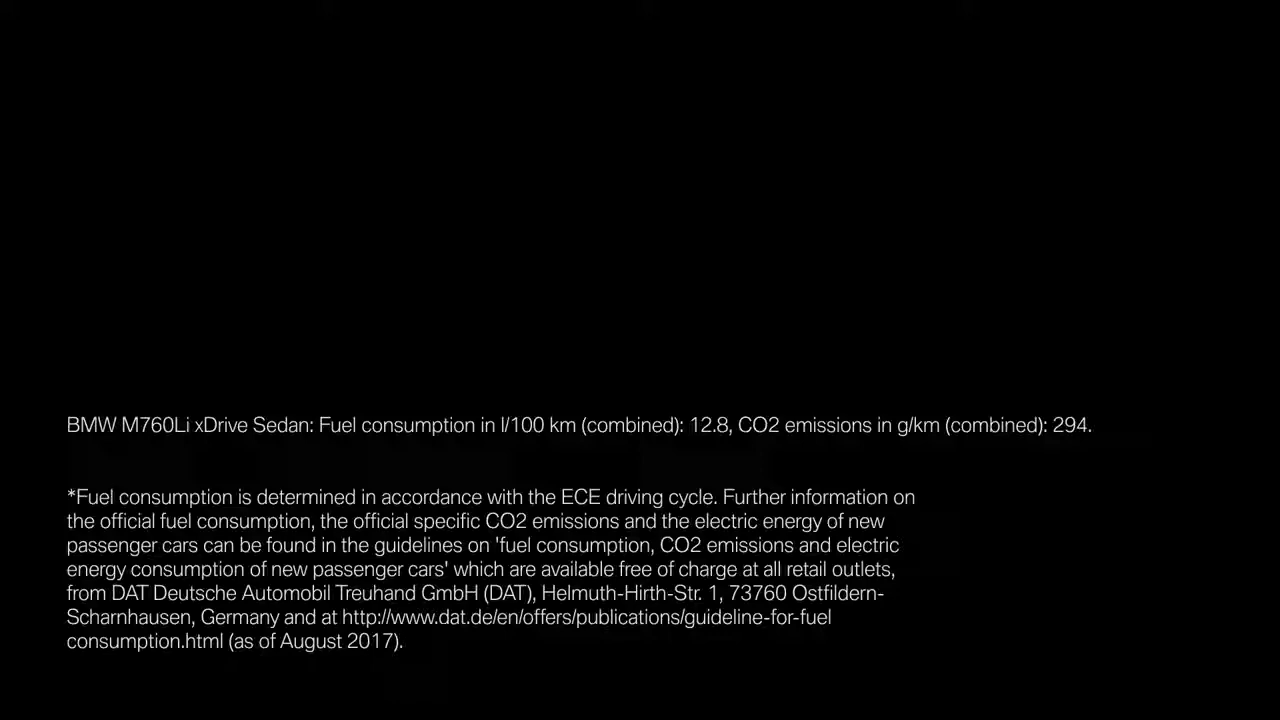 BMW M760Li xDrive Sedan: Fuel consumption in l/100 km (combined): 12.8, CO2 emissions in g/km (combined): 294.
*Fuel consumption is determined in accordance with the ECE driving cycle. Further information on
the official fuel consumption, the official specific CO2 emissions and the electric energy of new
passenger cars can be found in the guidelines on 'fuel consumption, CO2 emissions and electric
energy consumption of new passenger cars' which are available free of charge at all retail outlets,
from DAT Deutsche Automobil Treuhand GmbH (DAT), Helmuth-Hirth-Str. 1, 73760 Ostfildern-
Scharnhausen, Germany and at http://www.dat.de/en/offers/publications/guideline-for-fuel
consumption.html (as of August 2017).